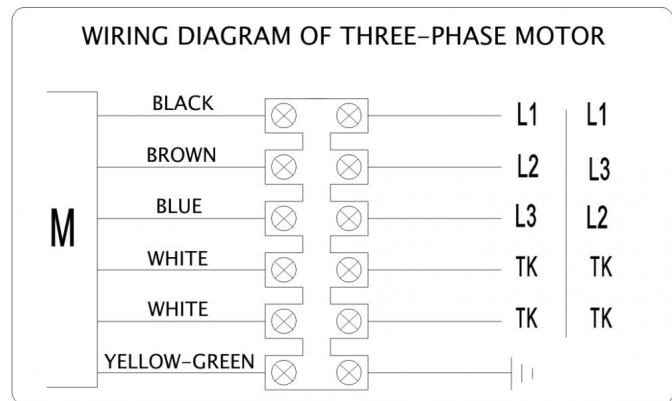 WIRING DIAGRAM OF THREE-PHASE MOTOR
M
BLACK L1 L1
BROWN L2 L3
BLUE L3 L2
WHITE TK TK
WHITE TK TK
YELLOW-GREEN